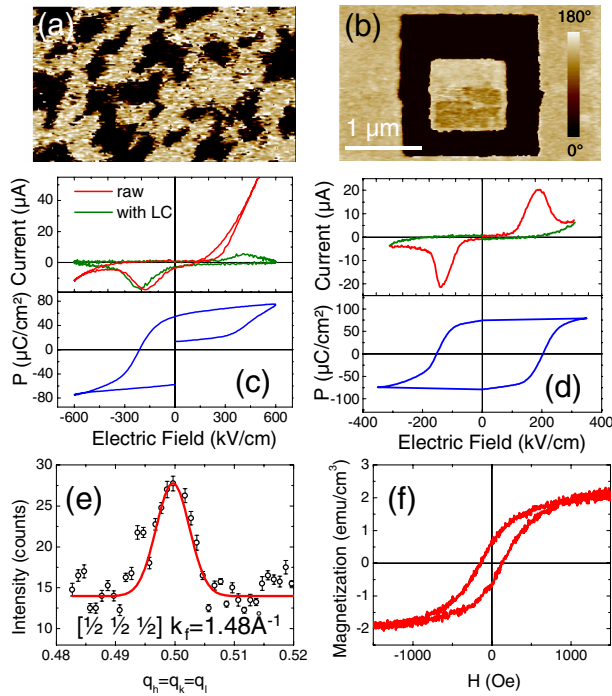 (a)
(b)
180°
0°
1 μm
raw
with LC
Current (μA)
40
20
0
-20
P (μC/cm²)
80
40
0
-40
-80
-600 -300 0 300 600
Electric Field (kV/cm)
(c)
Current (μA)
20
10
0
-10
-20
P (μC/cm²)
100
50
0
-50
-100
-400 -200 0 200 400
Electric Field (kV/cm)
(d)
(e)
Intensity (counts)
30
25
20
15
10
[½ ½ ½] k_f=1.48Å⁻¹
0.48 0.49 0.50 0.51 0.52
q_h=q_k=q_l
(f)
Magnetization (emu/cm³)
3
2
1
0
-1
-2
-1000 0 1000
H (Oe)